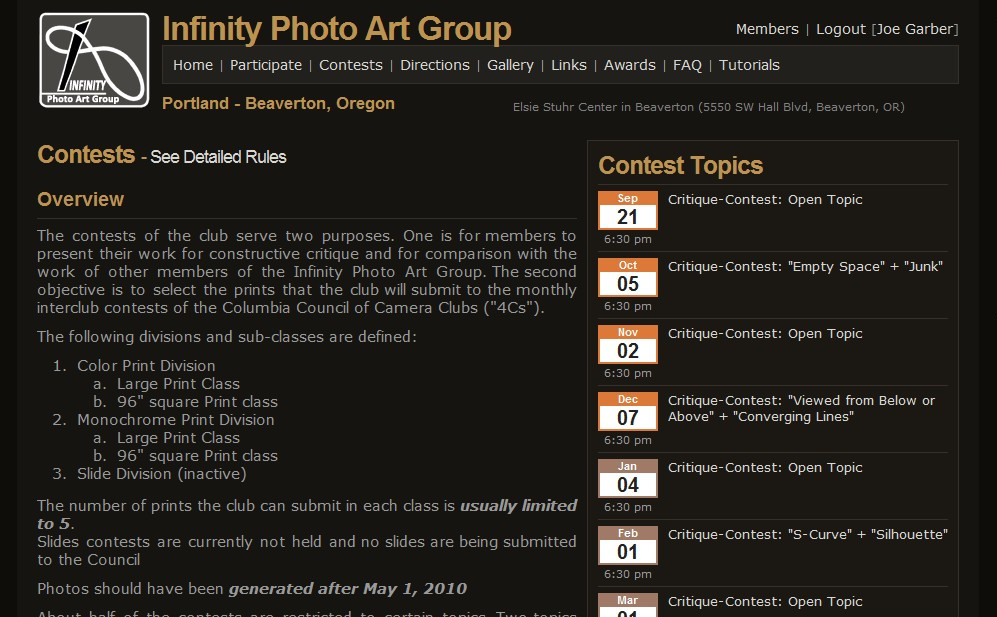 INFINITY
Photo Art Group
Infinity Photo Art Group
Members | Logout [Joe Garber]
Home | Participate | Contests | Directions | Gallery | Links | Awards | FAQ | Tutorials
Portland - Beaverton, Oregon
Elsie Stuhr Center in Beaverton (5550 SW Hall Blvd, Beaverton, OR)
Contests - See Detailed Rules
Overview
The contests of the club serve two purposes. One is for members to
present their work for constructive critique and for comparison with the
work of other members of the Infinity Photo Art Group. The second
objective is to select the prints that the club will submit to the monthly
interclub contests of the Columbia Council of Camera Clubs ("4Cs").
The following divisions and sub-classes are defined:
1. Color Print Division
a. Large Print Class
b. 96" square Print class
2. Monochrome Print Division
a. Large Print Class
b. 96" square Print class
3. Slide Division (inactive)
The number of prints the club can submit in each class is usually limited
to 5.
Slides contests are currently not held and no slides are being submitted
to the Council
Photos should have been generated after May 1, 2010
About half of the contests are restricted to certain topics. Two topics
Contest Topics
Sep
21
6:30 pm
Critique-Contest: Open Topic
Oct
05
6:30 pm
Critique-Contest: "Empty Space" + "Junk"
Nov
02
6:30 pm
Critique-Contest: Open Topic
Dec
07
6:30 pm
Critique-Contest: "Viewed from Below or
Above" + "Converging Lines"
Jan
04
6:30 pm
Critique-Contest: Open Topic
Feb
01
6:30 pm
Critique-Contest: "S-Curve" + "Silhouette"
Mar
01
Critique-Contest: Open Topic